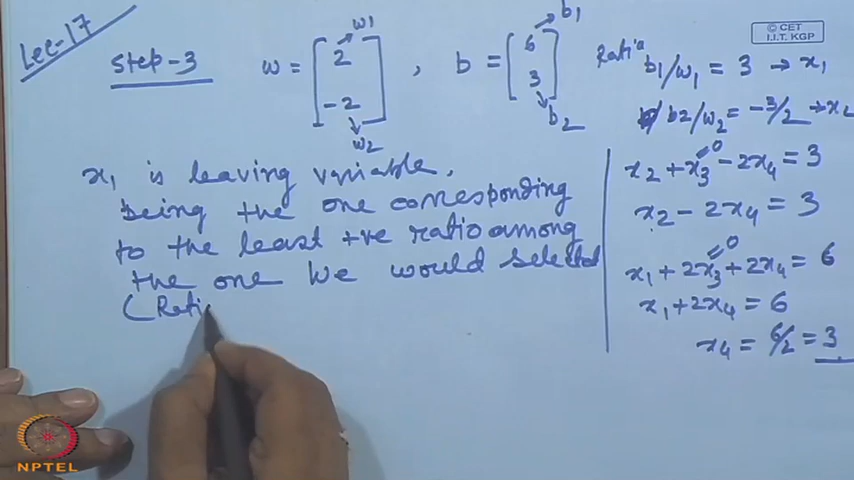 Lec-17
© CET
I.I.T. KGP
Step-3
w = [2 -2], b = [6 3]
w1
w2
b1
b2
Ratio
b1/w1 = 3 → x1
b2/w2 = -3/2 → x2
x1 is leaving variable,
being the one corresponding
to the least +ve ratio among
the one we would selected
(Rati
x2 + x3 - 2x4 = 3
0
x2 - 2x4 = 3
0
x1 + 2x3 + 2x4 = 6
x1 + 2x4 = 6
x4 = 6/2 = 3
NPTEL